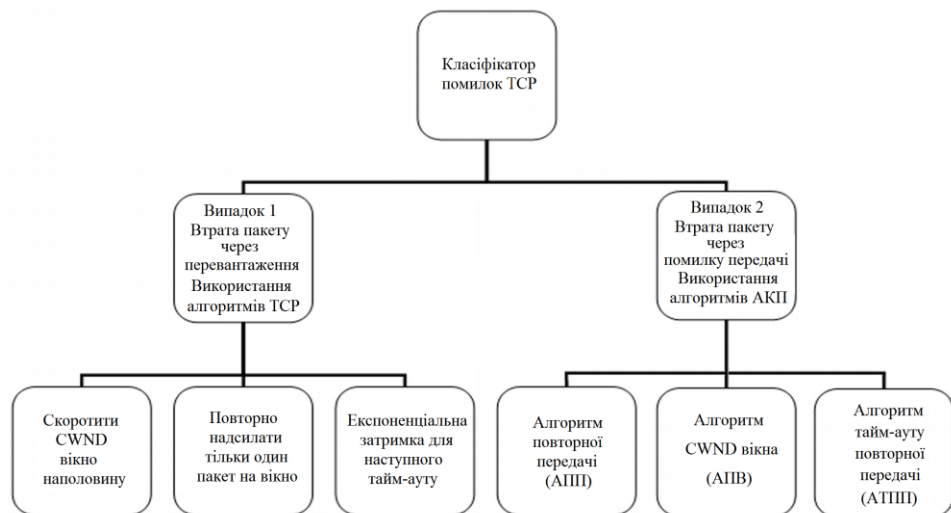 Класіфікатор
помилок TCP
Випадок 1
Втрата пакету
через
перевантаження
Використання
алгоритмів TCP
Випадок 2
Втрата пакету
через
помилку передачі
Використання
алгоритмів АКП
Скоротити
CWND
вікно
наполовину
Повторно
надсилати
тільки один
пакет на вікно
Експоненціальна
затримка для
наступного
тайм-ауту
Алгоритм
повторної
передачі
(АПП)
Алгоритм
CWND вікна
(АПВ)
Алгоритм
тайм-ауту
повторної
передачі
(АТПП)